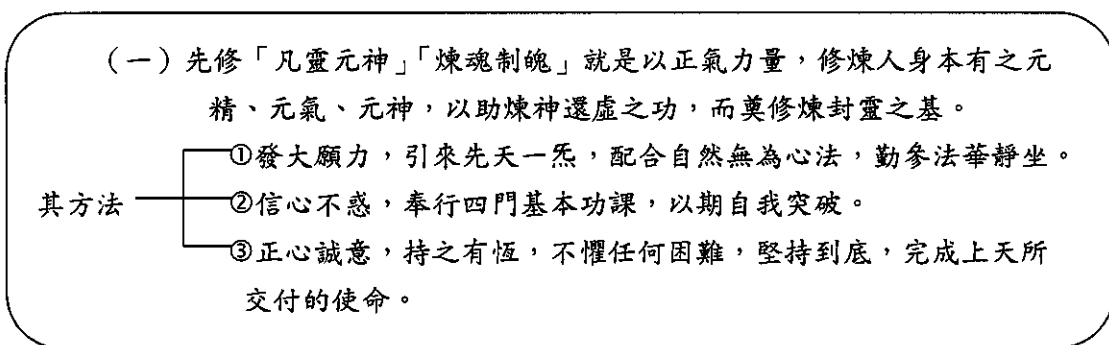 (一)先修「凡靈元神」「煉魂制魄」就是以正氣力量,修煉人身本有之元
精、元氣、元神,以助煉神還虛之功,而奠修煉封靈之基。
①發大願力,引來先天一炁,配合自然無為心法,勤參法華靜坐。
其方法
②信心不惑,奉行四門基本功課,以期自我突破。
③正心誠意,持之有恆,不懼任何困難,堅持到底,完成上天所
交付的使命。